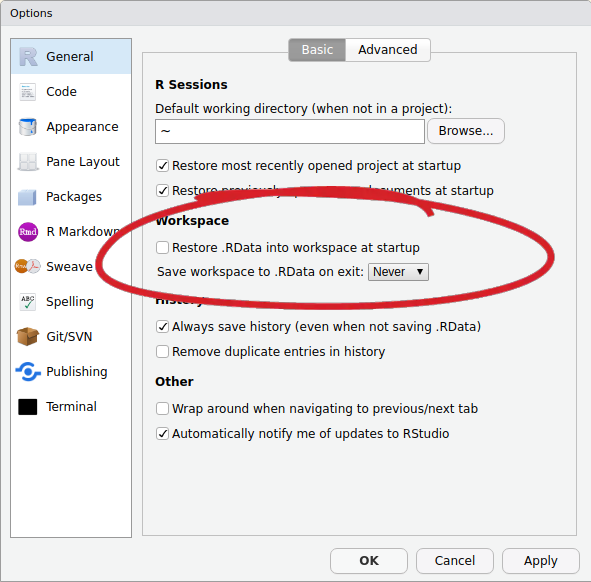 Options
General
Code
Appearance
Pane Layout
Packages
R Markdown
Sweave
Spelling
Git/SVN
Publishing
Terminal
Basic
Advanced
R Sessions
Default working directory (when not in a project):
~
Browse...
Restore most recently opened project at startup
Restore documents at startup
Workspace
Restore .RData into workspace at startup
Save workspace to .RData on exit: Never
History
Always save history (even when not saving .RData)
Remove duplicate entries in history
Other
Wrap around when navigating to previous/next tab
Automatically notify me of updates to RStudio
OK
Cancel
Apply